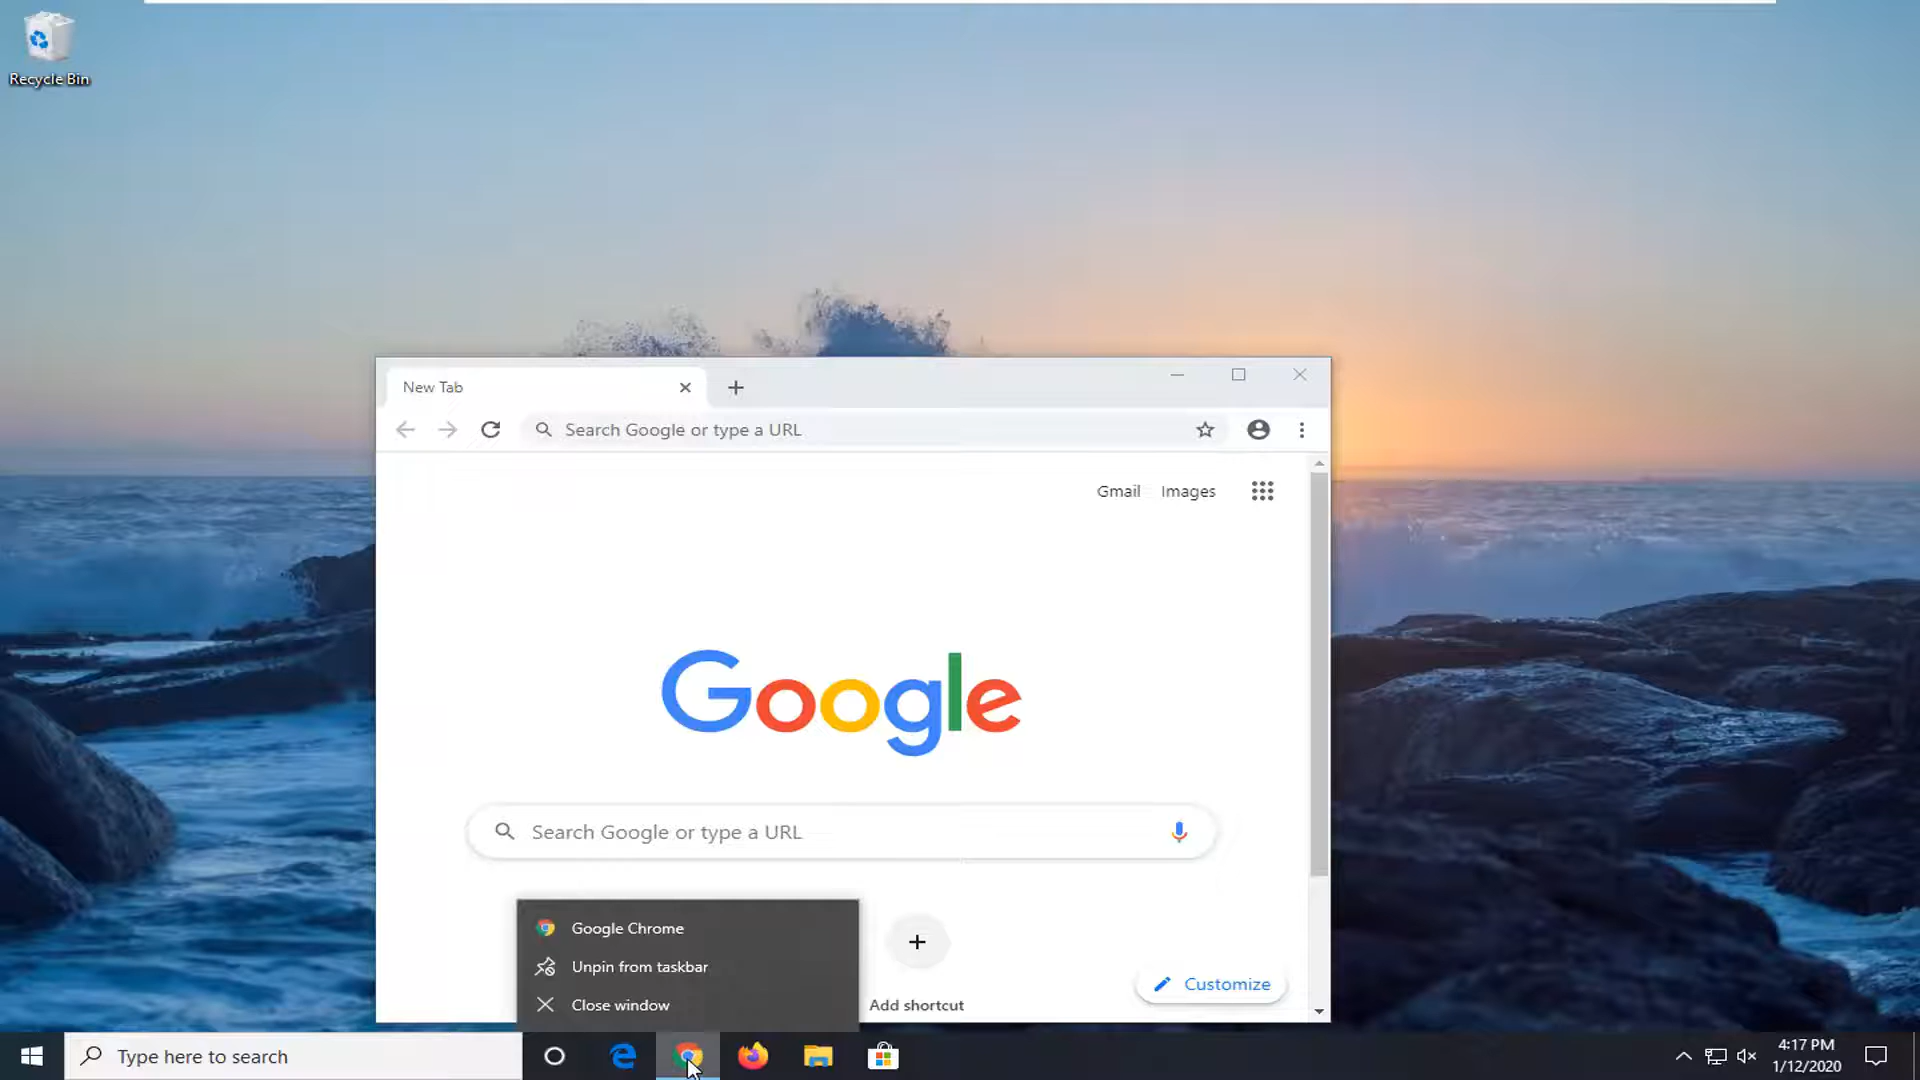 Recycle Bin
New Tab
Search Google or type a URL
Gmail
Images
Google
Search Google or type a URL
Google Chrome
Unpin from taskbar
Close window
Add shortcut
Customize
Type here to search
4:17 PM
1/12/2020